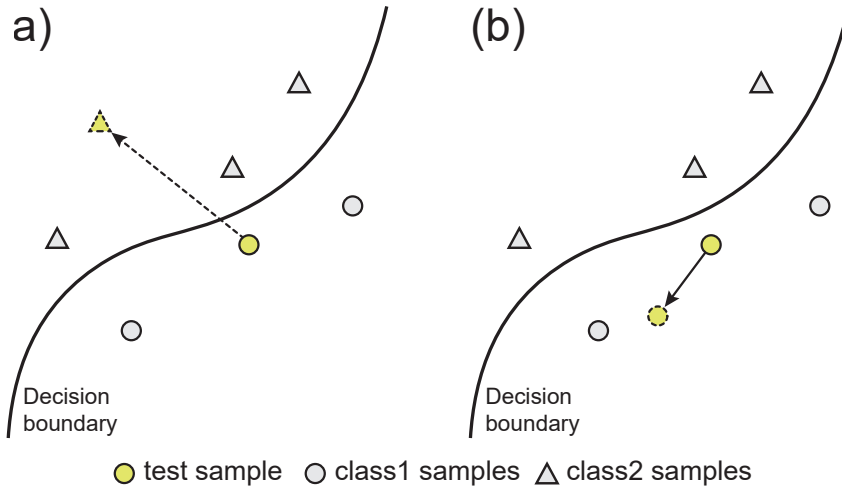 a)
(b)
Decision
boundary
Decision
boundary
test sample
class1 samples
class2 samples